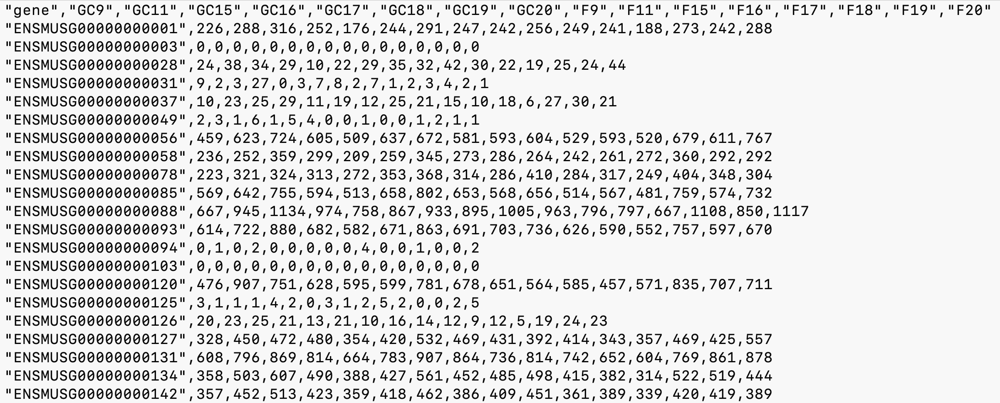 "gene","GC9","GC11","GC15","GC16","GC17","GC18","GC19","GC20","F9","F11","F15","F16","F17","F18","F19","F20"
"ENSMUSG00000000001",226,288,316,252,176,244,291,247,242,256,249,241,188,273,242,288
"ENSMUSG00000000003",0,0,0,0,0,0,0,0,0,0,0,0,0,0,0,0
"ENSMUSG00000000028",24,38,34,29,10,22,29,35,32,42,30,22,19,25,24,44
"ENSMUSG00000000031",9,2,3,27,0,3,7,8,2,7,1,2,3,4,2,1
"ENSMUSG00000000037",10,23,25,29,11,19,12,25,21,15,10,18,6,27,30,21
"ENSMUSG00000000049",2,3,1,6,1,5,4,0,0,1,0,0,1,2,1,1
"ENSMUSG00000000056",459,623,724,605,509,637,672,581,593,604,529,593,520,679,611,767
"ENSMUSG00000000058",236,252,359,299,209,259,345,273,286,264,242,261,272,360,292,292
"ENSMUSG00000000078",223,321,324,313,272,353,368,314,286,410,284,317,249,404,348,304
"ENSMUSG00000000085",569,642,755,594,513,658,802,653,568,656,514,567,481,759,574,732
"ENSMUSG00000000088",667,945,1134,974,758,867,933,895,1005,963,796,797,667,1108,850,1117
"ENSMUSG00000000093",614,722,880,682,582,671,863,691,703,736,626,590,552,757,597,670
"ENSMUSG00000000094",0,1,0,2,0,0,0,0,0,4,0,0,1,0,0,2
"ENSMUSG00000000103",0,0,0,0,0,0,0,0,0,0,0,0,0,0,0,0
"ENSMUSG00000000120",476,907,751,628,595,599,781,678,651,564,585,457,571,835,707,711
"ENSMUSG00000000125",3,1,1,1,4,2,0,3,1,2,5,2,0,0,2,5
"ENSMUSG00000000126",20,23,25,21,13,21,10,16,14,12,9,12,5,19,24,23
"ENSMUSG00000000127",328,450,472,480,354,420,532,469,431,392,414,343,357,469,425,557
"ENSMUSG00000000131",608,796,869,814,664,783,907,864,736,814,742,652,604,769,861,878
"ENSMUSG00000000134",358,503,607,490,388,427,561,452,485,498,415,382,314,522,519,444
"ENSMUSG00000000142",357,452,513,423,359,418,462,386,409,451,361,389,339,420,419,389